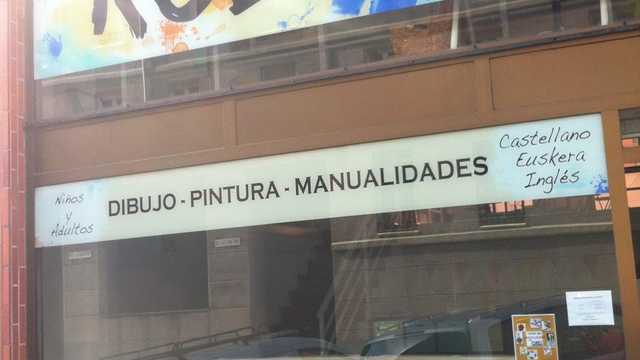 Niños
y
Adultos
DIBUJO - PINTURA - MANUALIDADES
Castellano
Euskera
Inglés